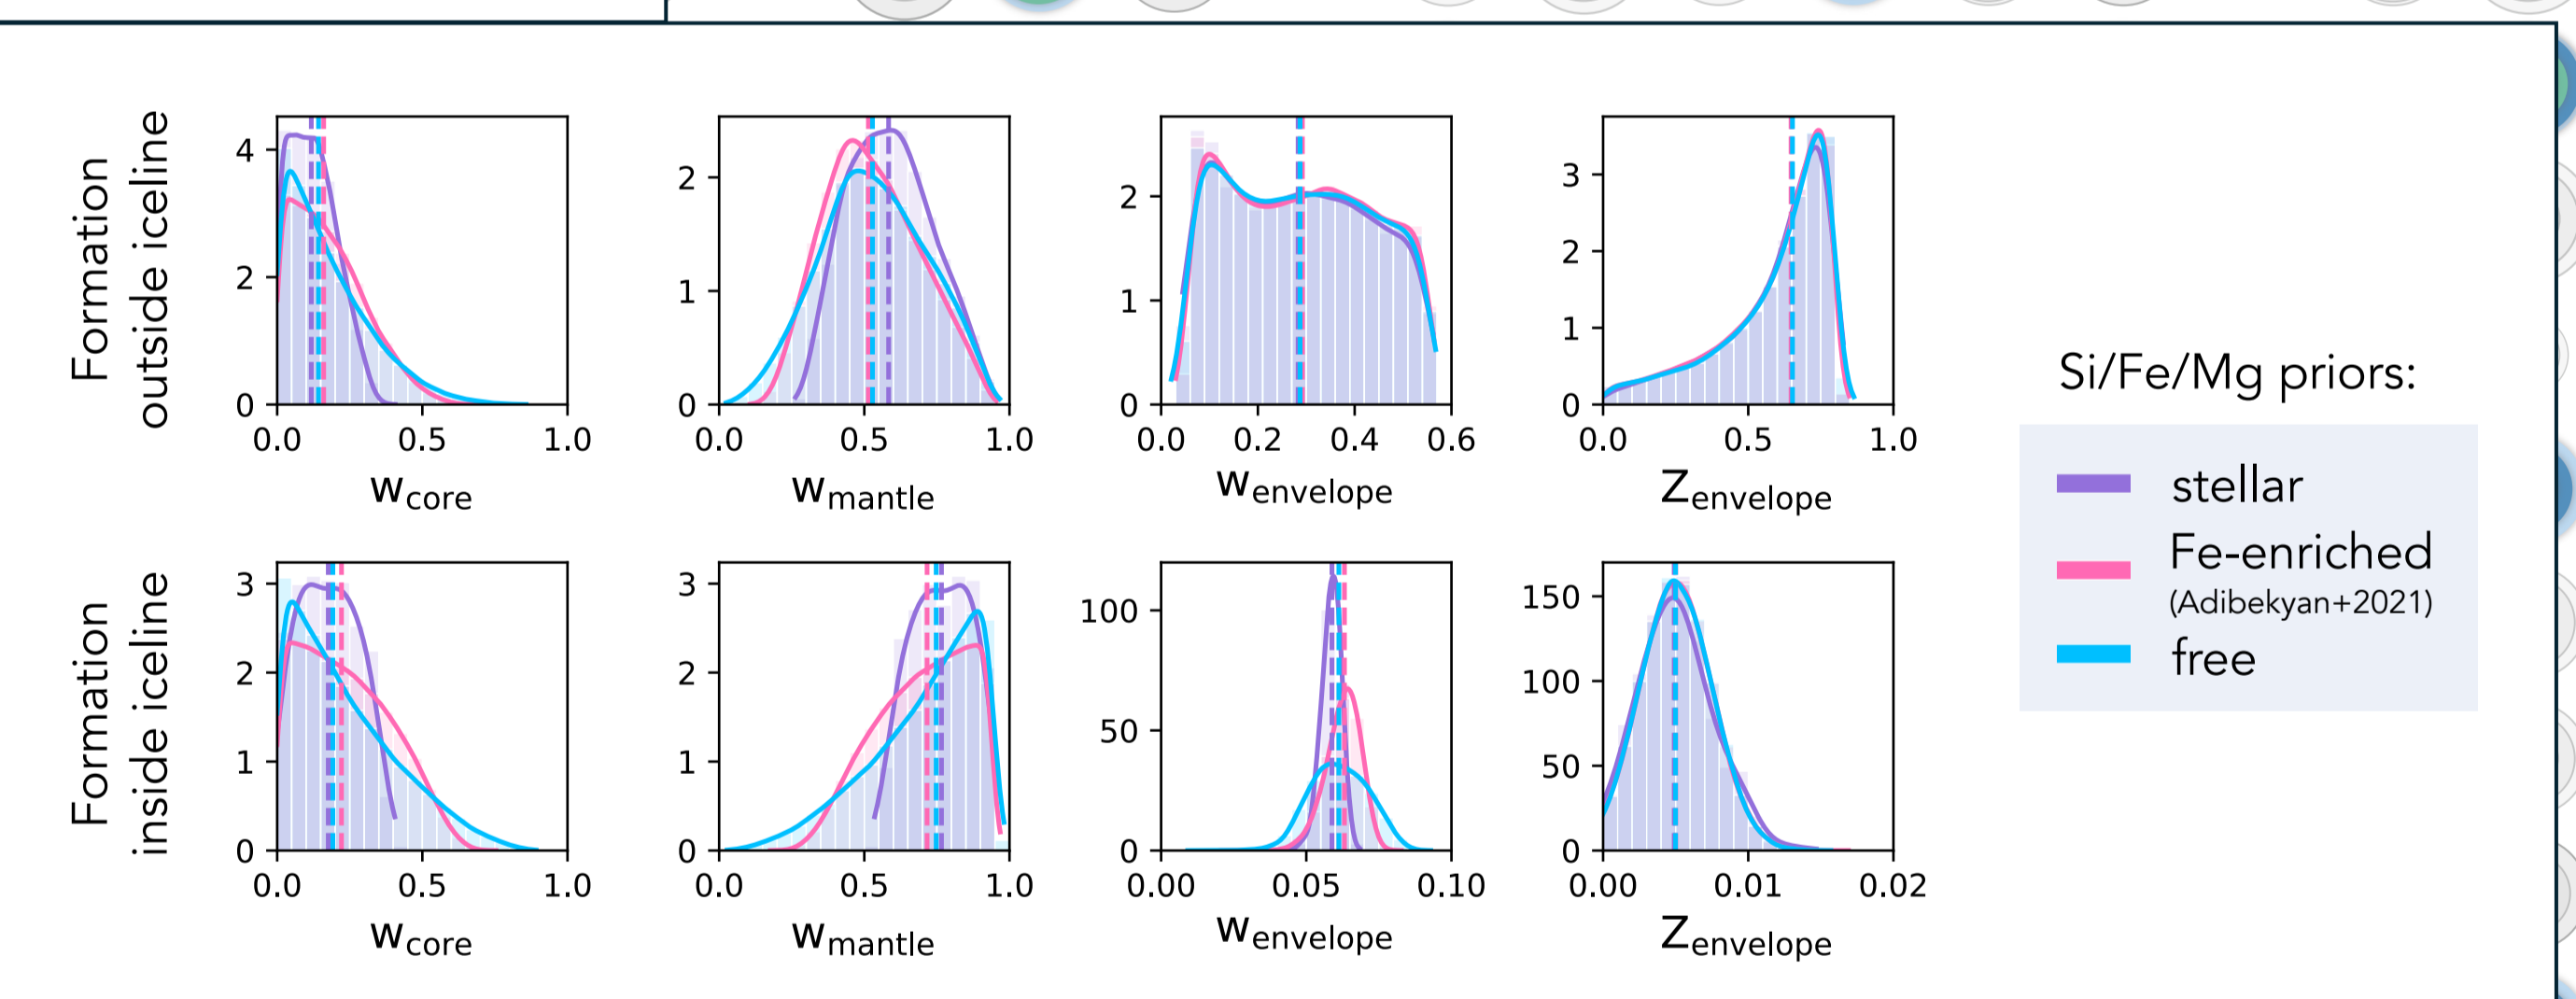 Formation
outside iceline
4
2
0
0.0 0.5 1.0
w_core
2
1
0
0.0 0.5 1.0
w_mantle
2
1
0
0.0 0.2 0.4 0.6
w_envelope
3
2
1
0
0.0 0.5 1.0
Z_envelope
Formation
inside iceline
3
2
1
0
0.0 0.5 1.0
w_core
3
2
1
0
0.0 0.5 1.0
w_mantle
100
50
0
0.00 0.05 0.10
w_envelope
150
100
50
0
0.00 0.01 0.02
Z_envelope
Si/Fe/Mg priors:
stellar
Fe-enriched
(Adibekyan+2021)
free